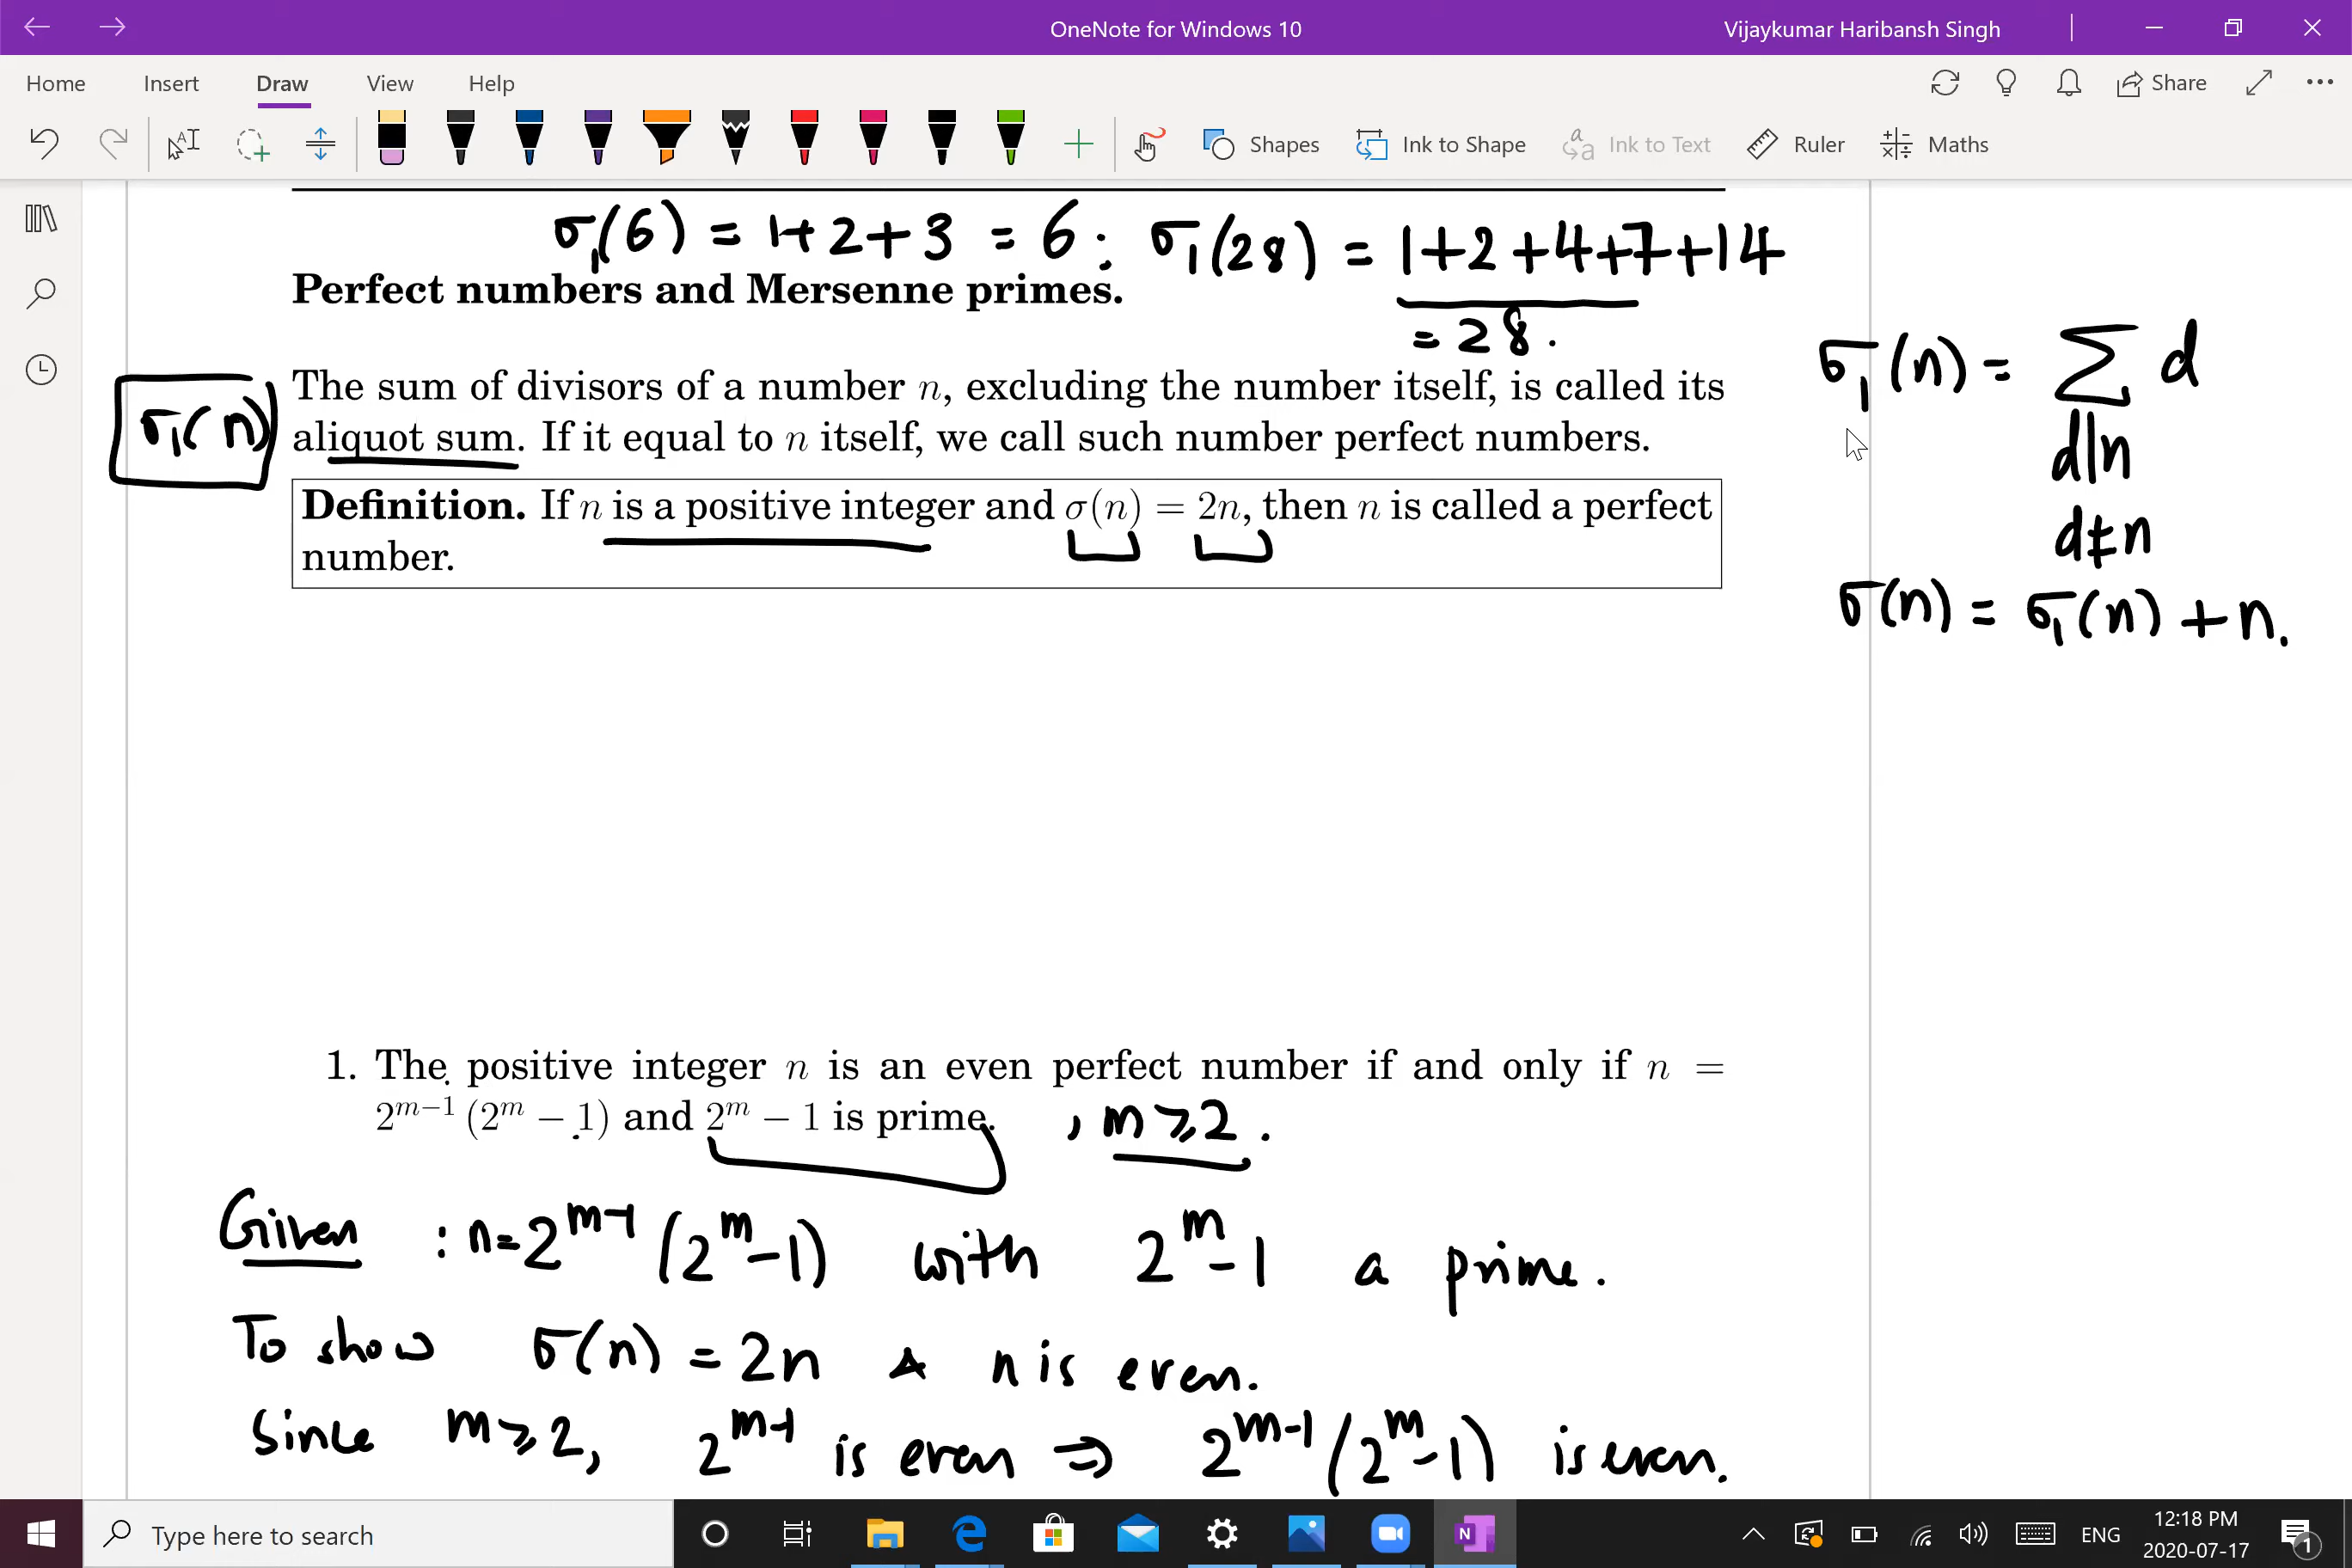 OneNote for Windows 10
Vijaykumar Haribansh Singh
Home Insert Draw View Help
Share
Shapes Ink to Shape Ink to Text Ruler Maths
σ₁(6) = 1+2+3 = 6 ; σ₁(28) = 1+2+4+7+14
= 28.
Perfect numbers and Mersenne primes.
σ₁(n)
The sum of divisors of a number n, excluding the number itself, is called its
aliquot sum. If it equal to n itself, we call such number perfect numbers.
Definition. If n is a positive integer and σ(n) = 2n, then n is called a perfect
number.
σ₁(n) = Σ d
d|n
d≠n
σ(n) = σ₁(n) + n.
1. The positive integer n is an even perfect number if and only if n =
2^{m−1} (2^m − 1) and 2^m − 1 is prime. , m ⩾ 2.
Given : n = 2^{m-1} (2^m - 1) with 2^m - 1 a prime.
To show σ(n) = 2n & n is even.
Since m ⩾ 2, 2^{m-1} is even ⇒ 2^{m-1} (2^m - 1) is even.
Type here to search
ENG
12:18 PM
2020-07-17
1